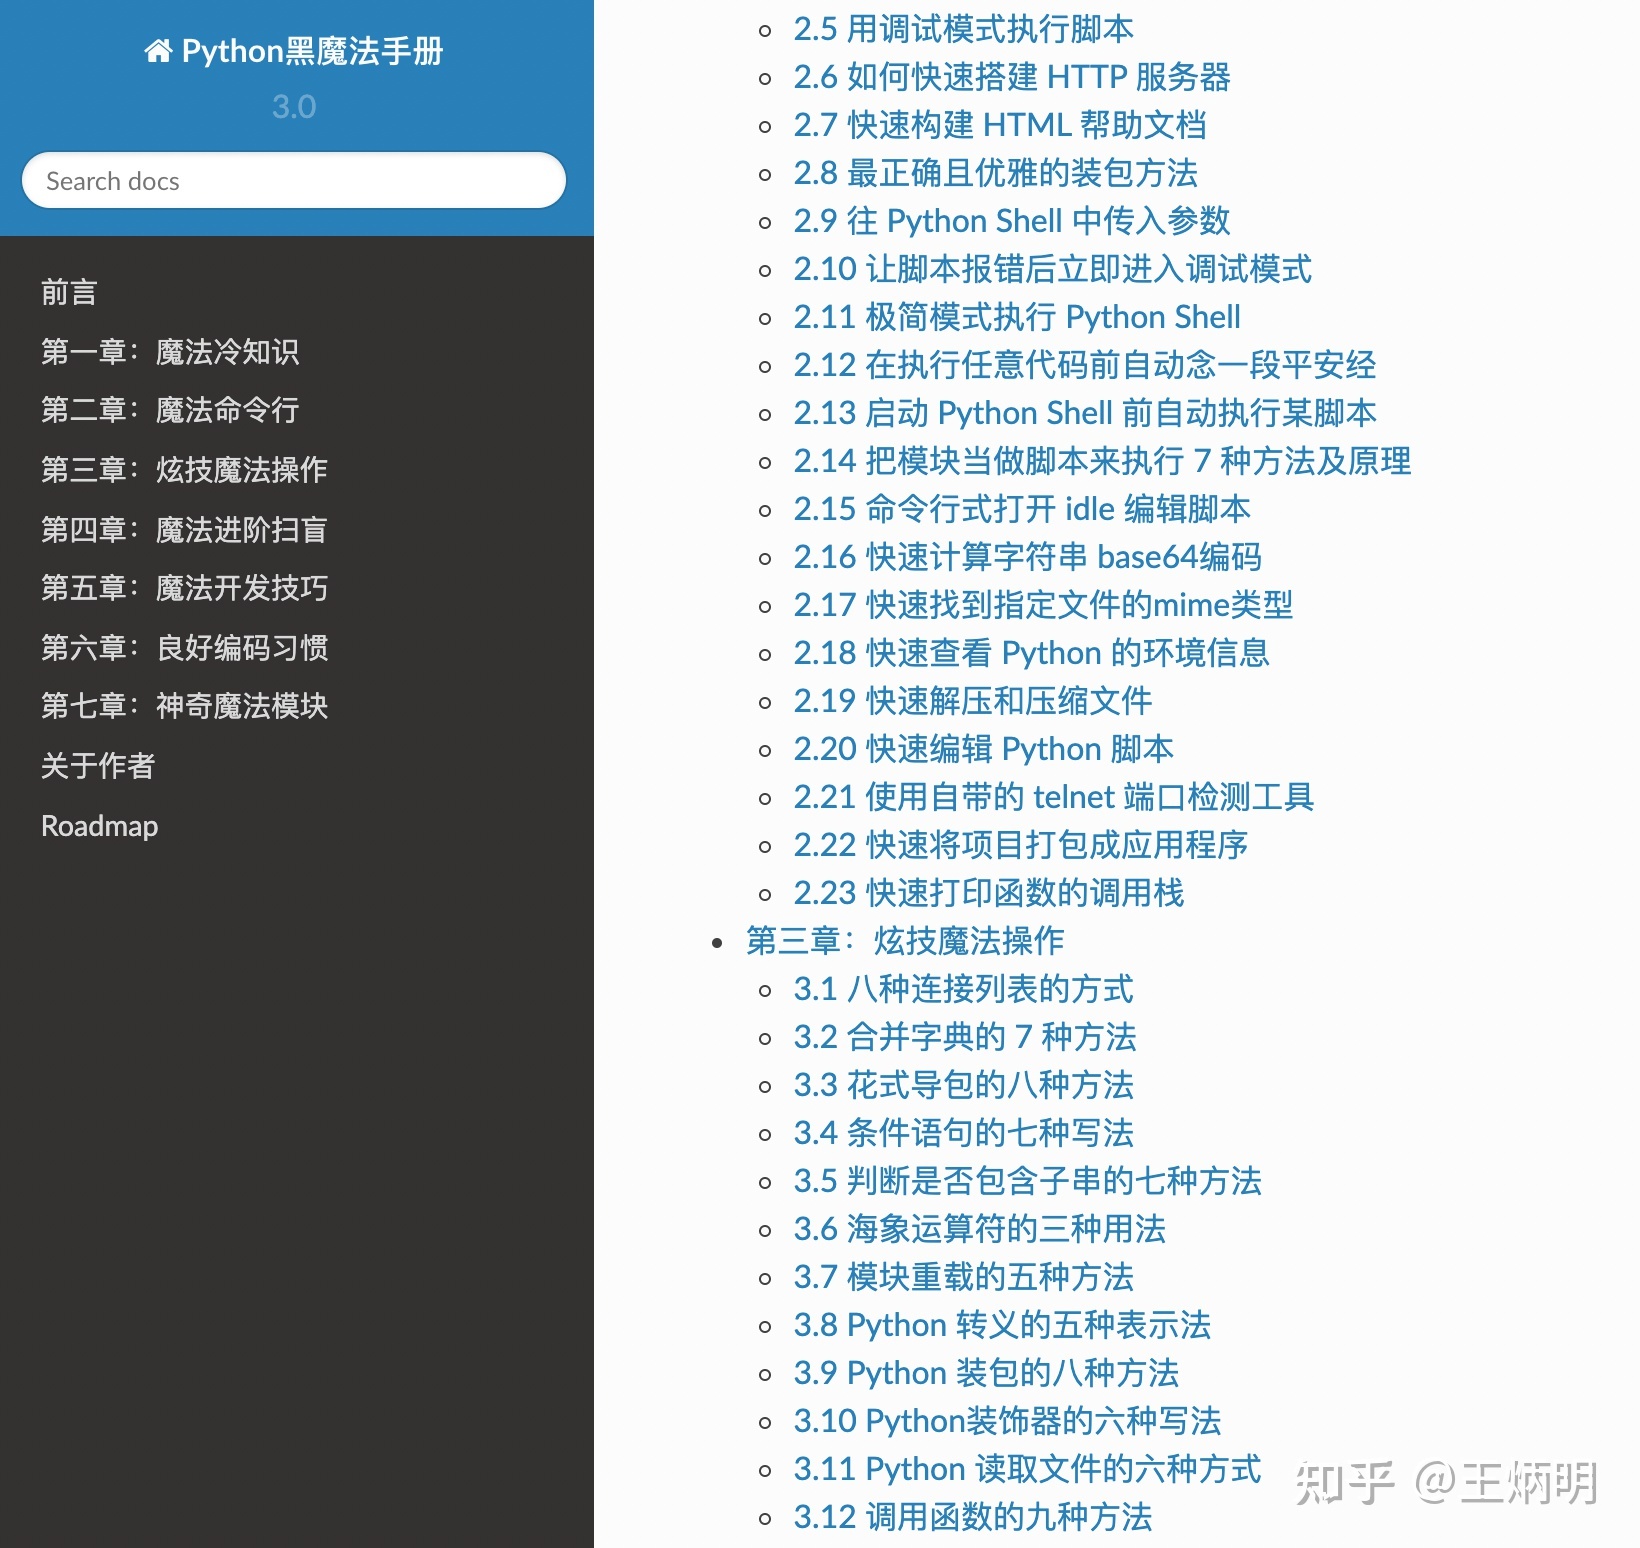 Python黑魔法手册
3.0
Search docs
前言
第一章：魔法冷知识
第二章：魔法命令行
第三章：炫技魔法操作
第四章：魔法进阶扫盲
第五章：魔法开发技巧
第六章：良好编码习惯
第七章：神奇魔法模块
关于作者
Roadmap
2.5 用调试模式执行脚本
2.6 如何快速搭建 HTTP 服务器
2.7 快速构建 HTML 帮助文档
2.8 最正确且优雅的装包方法
2.9 往 Python Shell 中传入参数
2.10 让脚本报错后立即进入调试模式
2.11 极简模式执行 Python Shell
2.12 在执行任意代码前自动念一段平安经
2.13 启动 Python Shell 前自动执行某脚本
2.14 把模块当做脚本来执行 7 种方法及原理
2.15 命令行式打开 idle 编辑脚本
2.16 快速计算字符串 base64编码
2.17 快速找到指定文件的mime类型
2.18 快速查看 Python 的环境信息
2.19 快速解压和压缩文件
2.20 快速编辑 Python 脚本
2.21 使用自带的 telnet 端口检测工具
2.22 快速将项目打包成应用程序
2.23 快速打印函数的调用栈
第三章：炫技魔法操作
3.1 八种连接列表的方式
3.2 合并字典的 7 种方法
3.3 花式导包的八种方法
3.4 条件语句的七种写法
3.5 判断是否包含子串的七种方法
3.6 海象运算符的三种用法
3.7 模块重载的五种方法
3.8 Python 转义的五种表示法
3.9 Python 装包的八种方法
3.10 Python装饰器的六种写法
3.11 Python 读取文件的六种方式
3.12 调用函数的九种方法
知乎 @王炳明